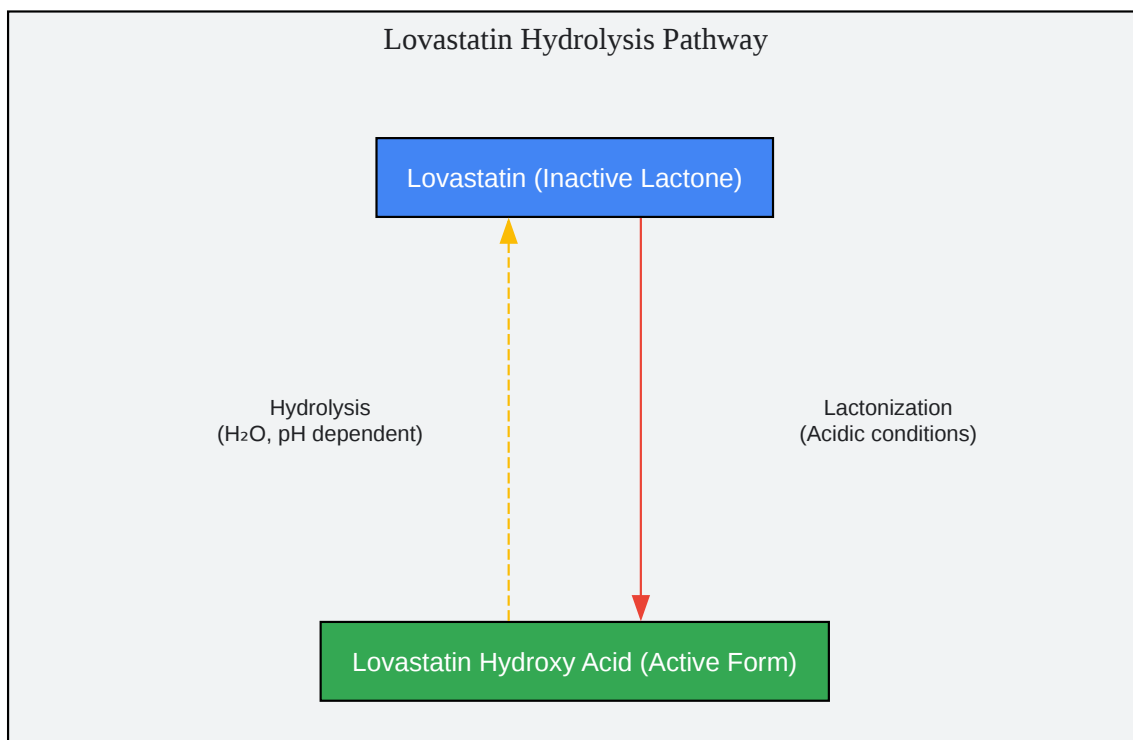 Lovastatin Hydrolysis Pathway
Lovastatin (Inactive Lactone)
Hydrolysis
(H₂O, pH dependent)
Lactonization
(Acidic conditions)
Lovastatin Hydroxy Acid (Active Form)